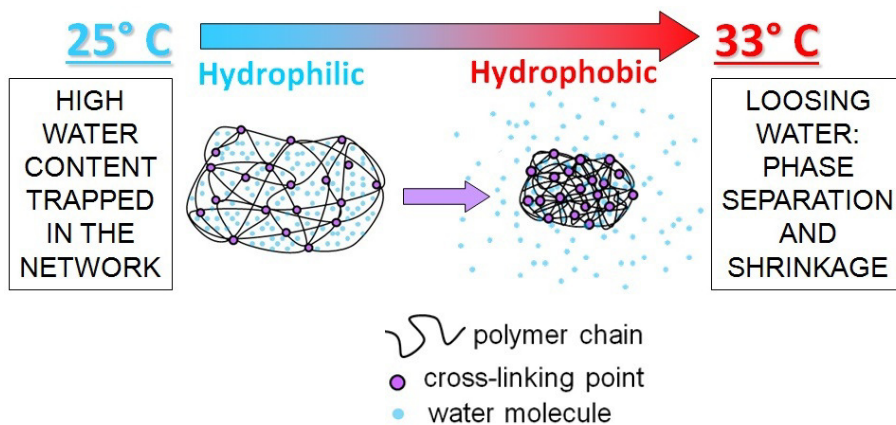 25° C
33° C
Hydrophilic
Hydrophobic
HIGH
WATER
CONTENT
TRAPPED
IN THE
NETWORK
LOOSING
WATER:
PHASE
SEPARATION
AND
SHRINKAGE
polymer chain
cross-linking point
water molecule